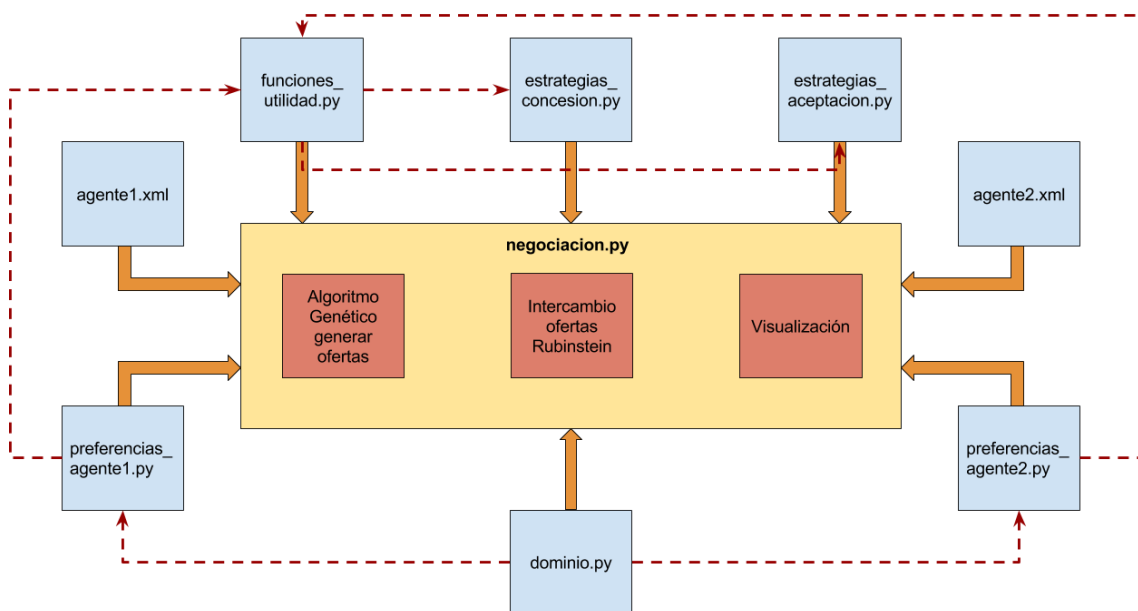 funciones_
utilidad.py
estrategias_
concesion.py
estrategias_
aceptacion.py
agente1.xml
agente2.xml
negociacion.py
Algoritmo
Genético
generar
ofertas
Intercambio
ofertas
Rubinstein
Visualización
preferencias_
agente1.py
preferencias_
agente2.py
dominio.py